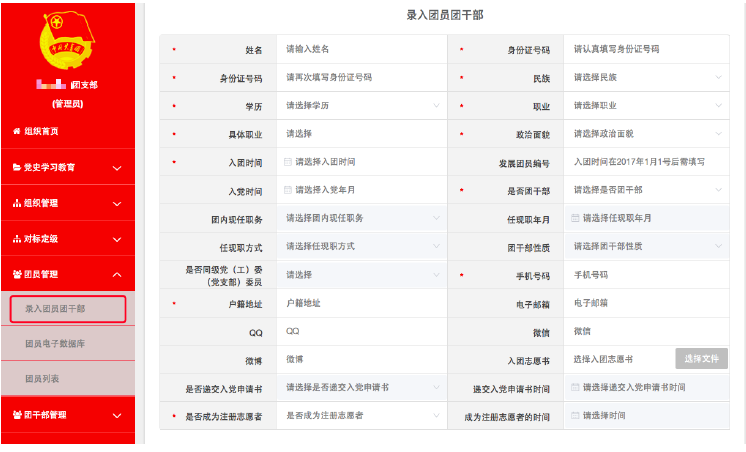 录入团员团干部
中国共青团
团支部
(管理员)
组织首页
党史学习教育
组织管理
对标定级
团员管理
录入团员团干部
团员电子数据库
团员列表
团干部管理
* 姓名 请输入姓名 * 身份证号码 请认真填写身份证号码
* 身份证号码 请再次填写身份证号码 * 民族 请选择民族
* 学历 请选择学历 * 职业 请选择职业
* 具体职业 请选择 * 政治面貌 请选择政治面貌
* 入团时间 请选择入团时间 发展团员编号 入团时间在2017年1月1号后需填写
入党时间 请选择入党年月 * 是否团干部 请选择是否团干部
团内现任职务 请选择团内现任职务 任现职年月 请选择任现职年月
任现职方式 请选择任现职方式 团干部性质 请选择团干部性质
是否同级党（工）委
（党支部）委员 请选择 * 手机号码 手机号码
* 户籍地址 户籍地址 电子邮箱 电子邮箱
QQ QQ 微信 微信
微博 微博 入团志愿书 选择入团志愿书 选择文件
是否递交入党申请书 请选择是否递交入党申请书 递交入党申请书时间 请选择递交入党申请书时间
* 是否成为注册志愿者 是否成为注册志愿者 成为注册志愿者的时间 请选择时间